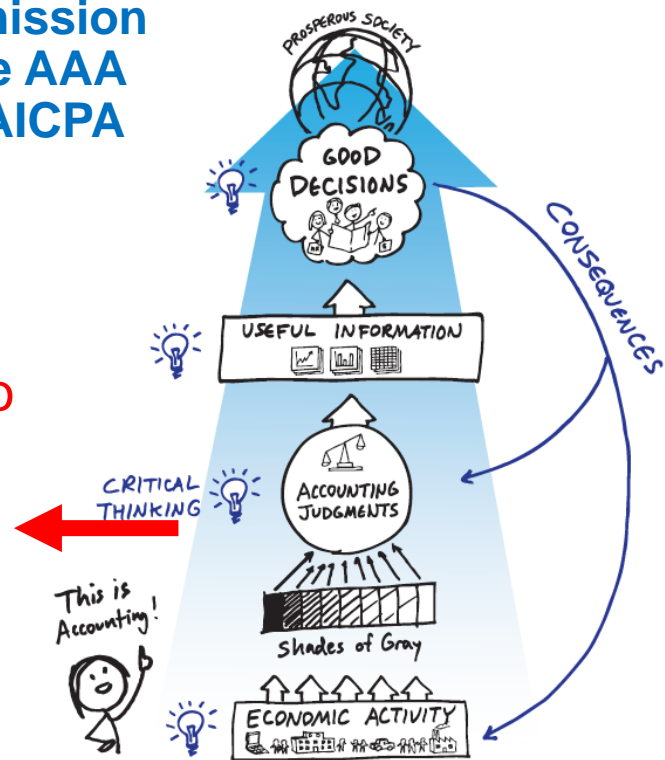 mission
e AAA
AICPA
PROSPEROUS SOCIETY
GOOD
DECISIONS
CONSEQUENCES
USEFUL INFORMATION
CRITICAL
THINKING
ACCOUNTING
JUDGMENTS
This is
Accounting!
Shades of Gray
ECONOMIC ACTIVITY